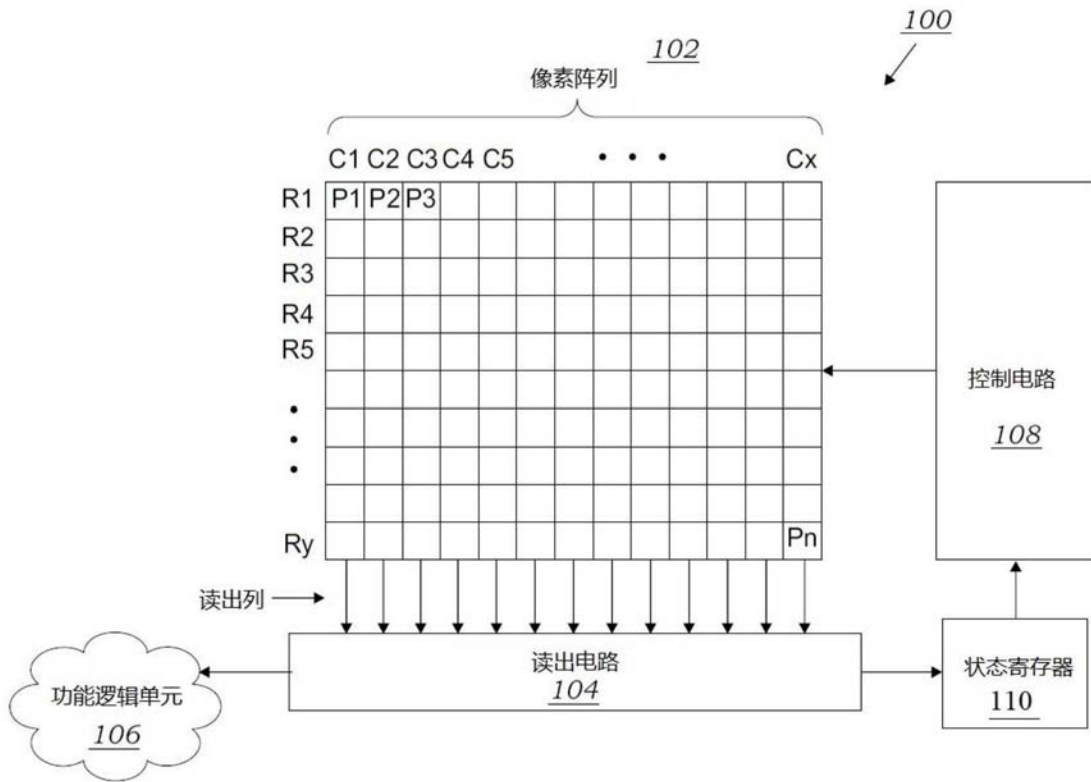 100
102
像素阵列
C1 C2 C3 C4 C5 • • • Cx
R1 P1 P2 P3
R2
R3
R4
R5
•
•
•
Ry Pn
控制电路
108
读出列
读出电路
104
功能逻辑单元
106
状态寄存器
110